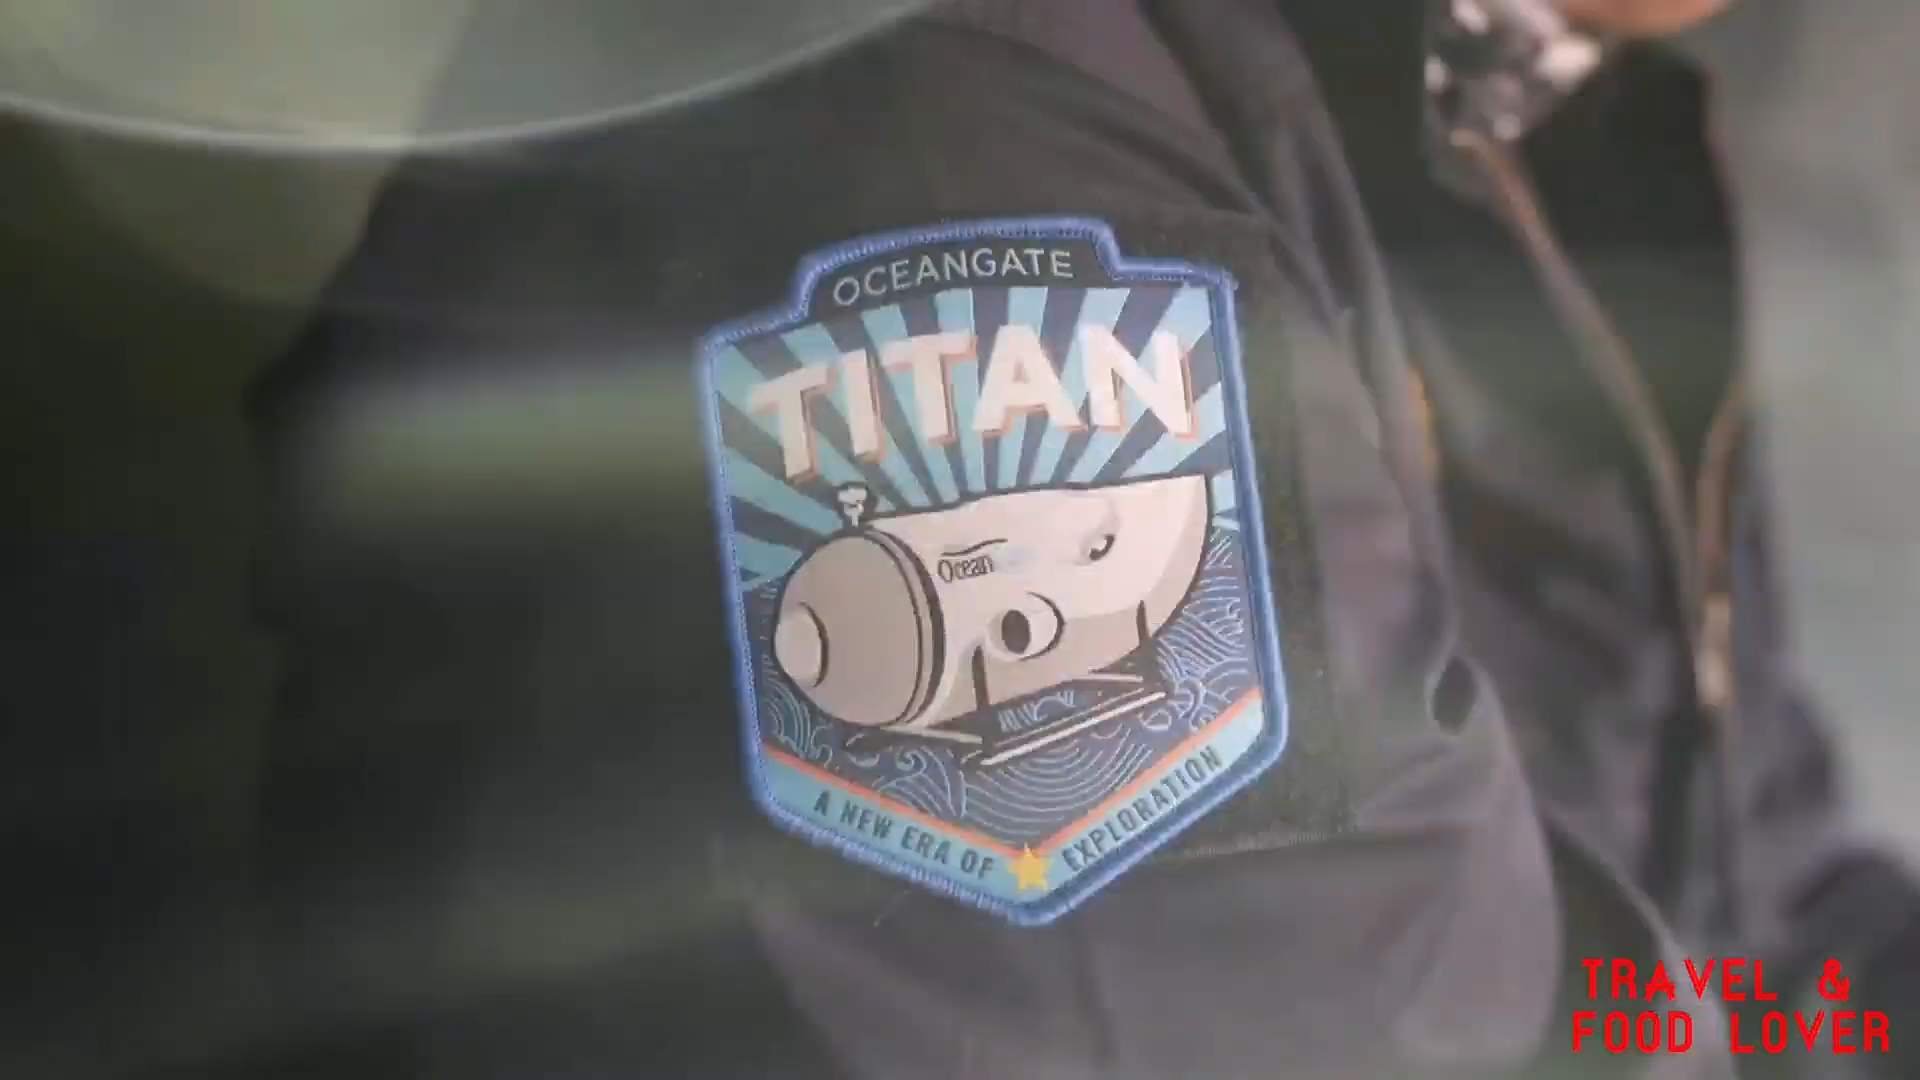 OCEANGATE
TITAN
Ocean
A NEW ERA OF EXPLORATION
TRAVEL &
FOOD LOVER